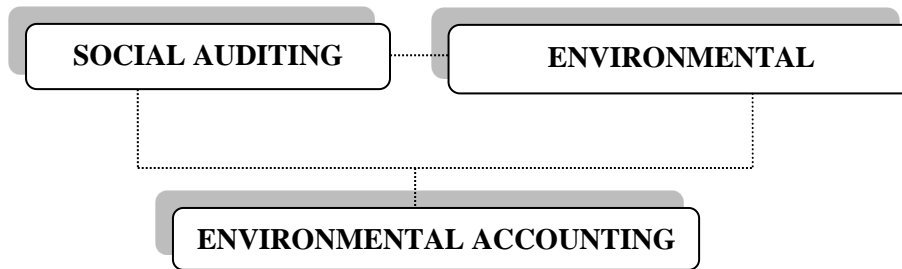 SOCIAL AUDITING
ENVIRONMENTAL
ENVIRONMENTAL ACCOUNTING